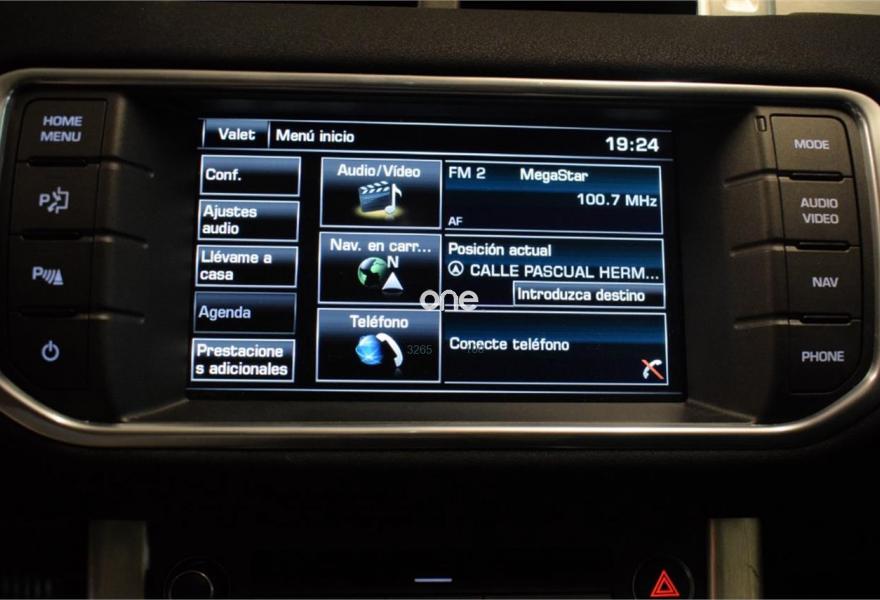 HOME
MENU
Valet
Menú inicio
19:24
Conf.
Ajustes
audio
Llévame a
casa
Agenda
Prestacione
s adicionales
Audio/Vídeo
FM 2
MegaStar
100.7 MHz
AF
Nav. en carr...
N
Posición actual
CALLE PASCUAL HERM...
Introduzca destino
Teléfono
Conecte teléfono
one
3265
P
P
MODE
AUDIO
VIDEO
NAV
PHONE